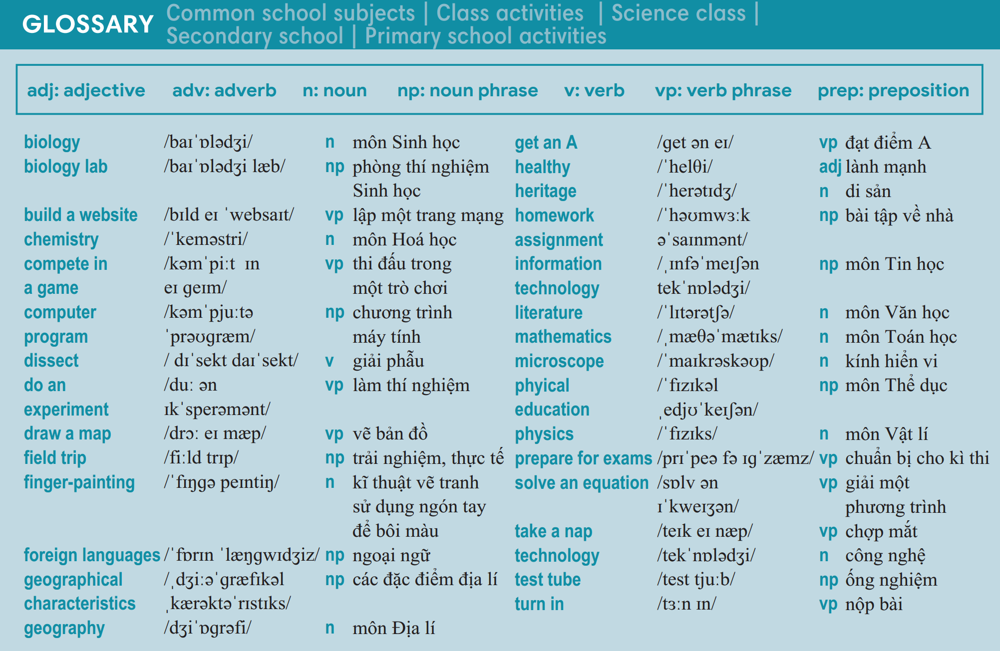 GLOSSARY
Common school subjects | Class activities | Science class |
Secondary school | Primary school activities
adj: adjective adv: adverb n: noun np: noun phrase v: verb vp: verb phrase prep: preposition
biology /baɪˈɒlədʒi/ n môn Sinh học
biology lab /baɪˈɒlədʒi læb/ np phòng thí nghiệm
Sinh học
build a website /bɪld eɪ ˈwebsaɪt/ vp lập một trang mạng
chemistry /ˈkeməstri/ n môn Hoá học
compete in /kəmˈpiːt ɪn vp thi đấu trong
a game eɪ ɡeɪm/ một trò chơi
computer /kəmˈpjuːtə np chương trình
program ˈprəʊɡræm/ máy tính
dissect / dɪˈsekt daɪˈsekt/ v giải phẫu
do an /duː ən vp làm thí nghiệm
experiment ɪkˈsperəmənt/
draw a map /drɔː eɪ mæp/ vp vẽ bản đồ
field trip /fiːld trɪp/ np trải nghiệm, thực tế
finger-painting /ˈfɪŋɡə peɪntiŋ/ n kĩ thuật vẽ tranh
sử dụng ngón tay
để bôi màu
foreign languages /ˈfɒrɪn ˈlæŋɡwɪdʒiz/ np ngoại ngữ
geographical /ˌdʒiːəˈɡræfɪkəl np các đặc điểm địa lí
characteristics ˌkærəktəˈrɪstɪks/
geography /dʒiˈɒɡrəfi/ n môn Địa lí
get an A /ɡet ən eɪ/ vp đạt điểm A
healthy /ˈhelθi/ adj lành mạnh
heritage /ˈherətɪdʒ/ n di sản
homework /ˈhəʊmwɜːk np bài tập về nhà
assignment əˈsaɪnmənt/
information /ˌɪnfəˈmeɪʃən np môn Tin học
technology tekˈnɒlədʒi/
literature /ˈlɪtərətʃə/ n môn Văn học
mathematics /ˌmæθəˈmætɪks/ n môn Toán học
microscope /ˈmaɪkrəskəʊp/ n kính hiển vi
phyical /ˈfɪzɪkəl np môn Thể dục
education ˌedjʊˈkeɪʃən/
physics /ˈfɪzɪks/ n môn Vật lí
prepare for exams /prɪˈpeə fə ɪɡˈzæmz/ vp chuẩn bị cho kì thi
solve an equation /sɒlv ən vp giải một
ɪˈkweɪʒən/ phương trình
take a nap /teɪk eɪ næp/ vp chợp mắt
technology /tekˈnɒlədʒi/ n công nghệ
test tube /test tjuːb/ np ống nghiệm
turn in /tɜːn ɪn/ vp nộp bài